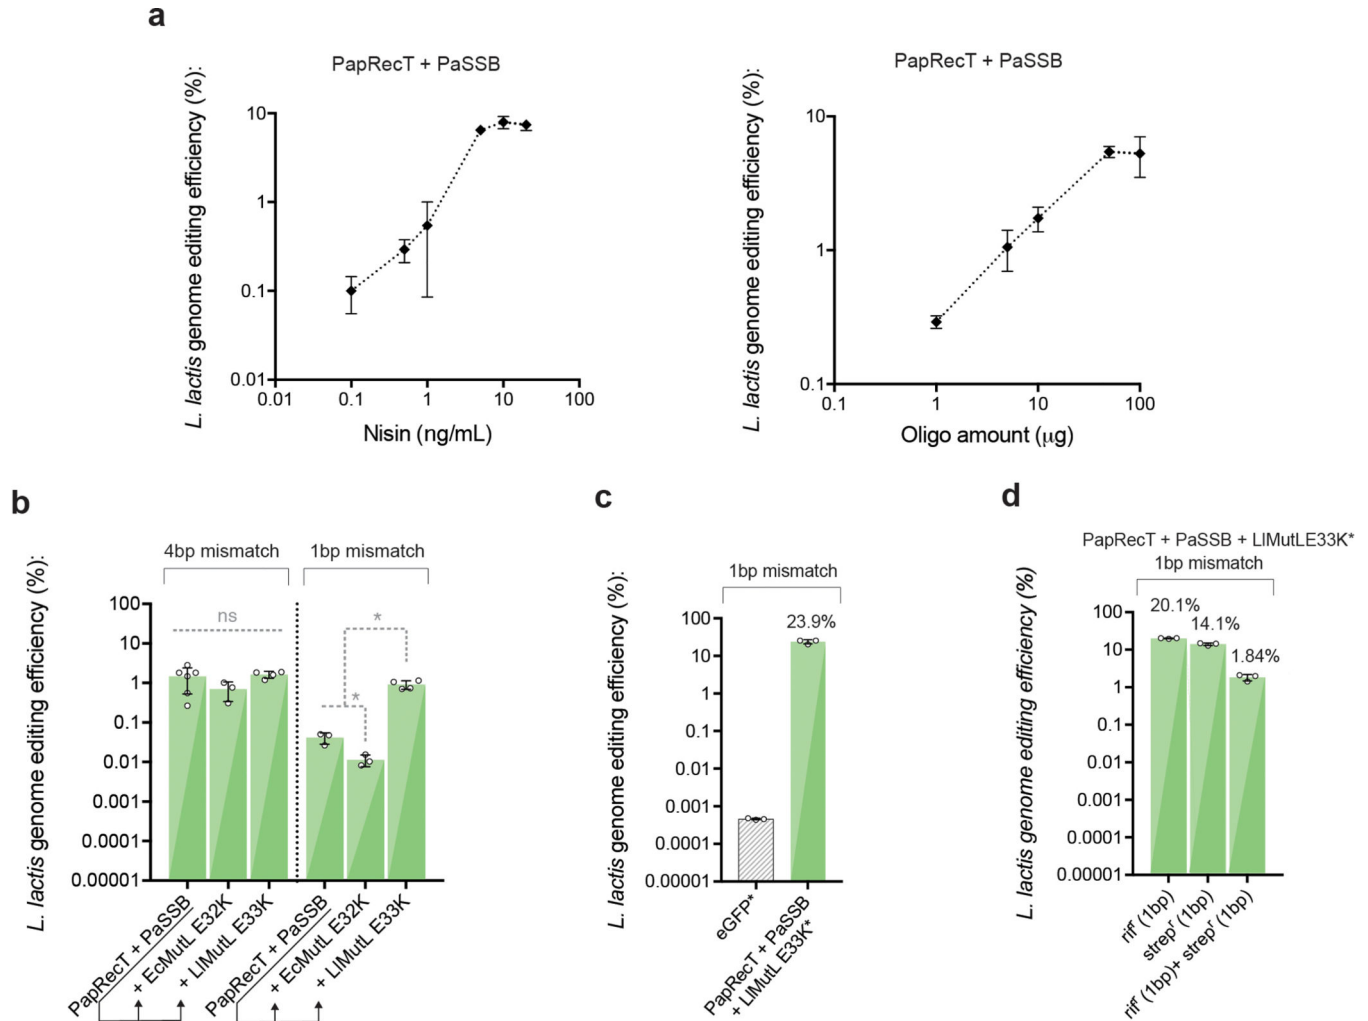 a
PapRecT + PaSSB
L. lactis genome editing efficiency (%):
10
1
0.1
0.01
0.01
0.1
1
10
100
Nisin (ng/mL)
PapRecT + PaSSB
L. lactis genome editing efficiency (%):
10
1
0.1
0.1
1
10
100
Oligo amount (μg)
b
4bp mismatch
1bp mismatch
L. lactis genome editing efficiency (%):
100
10
1
0.1
0.01
0.001
0.0001
0.00001
ns
*
*
PapRecT + PaSSB
+ EcMutL E32K
+ LlMutL E33K
PapRecT + PaSSB
+ EcMutL E32K
+ LlMutL E33K
c
1bp mismatch
L. lactis genome editing efficiency (%):
100
10
1
0.1
0.01
0.001
0.0001
0.00001
23.9%
eGFP*
PapRecT + PaSSB
+ LlMutL E33K*
d
PapRecT + PaSSB + LlMutLE33K*
1bp mismatch
L. lactis genome editing efficiency (%)
100
10
1
0.1
0.01
0.001
0.0001
0.00001
20.1%
14.1%
1.84%
rifʳ (1bp)
strepʳ (1bp)
rifʳ (1bp)+ strepʳ (1bp)